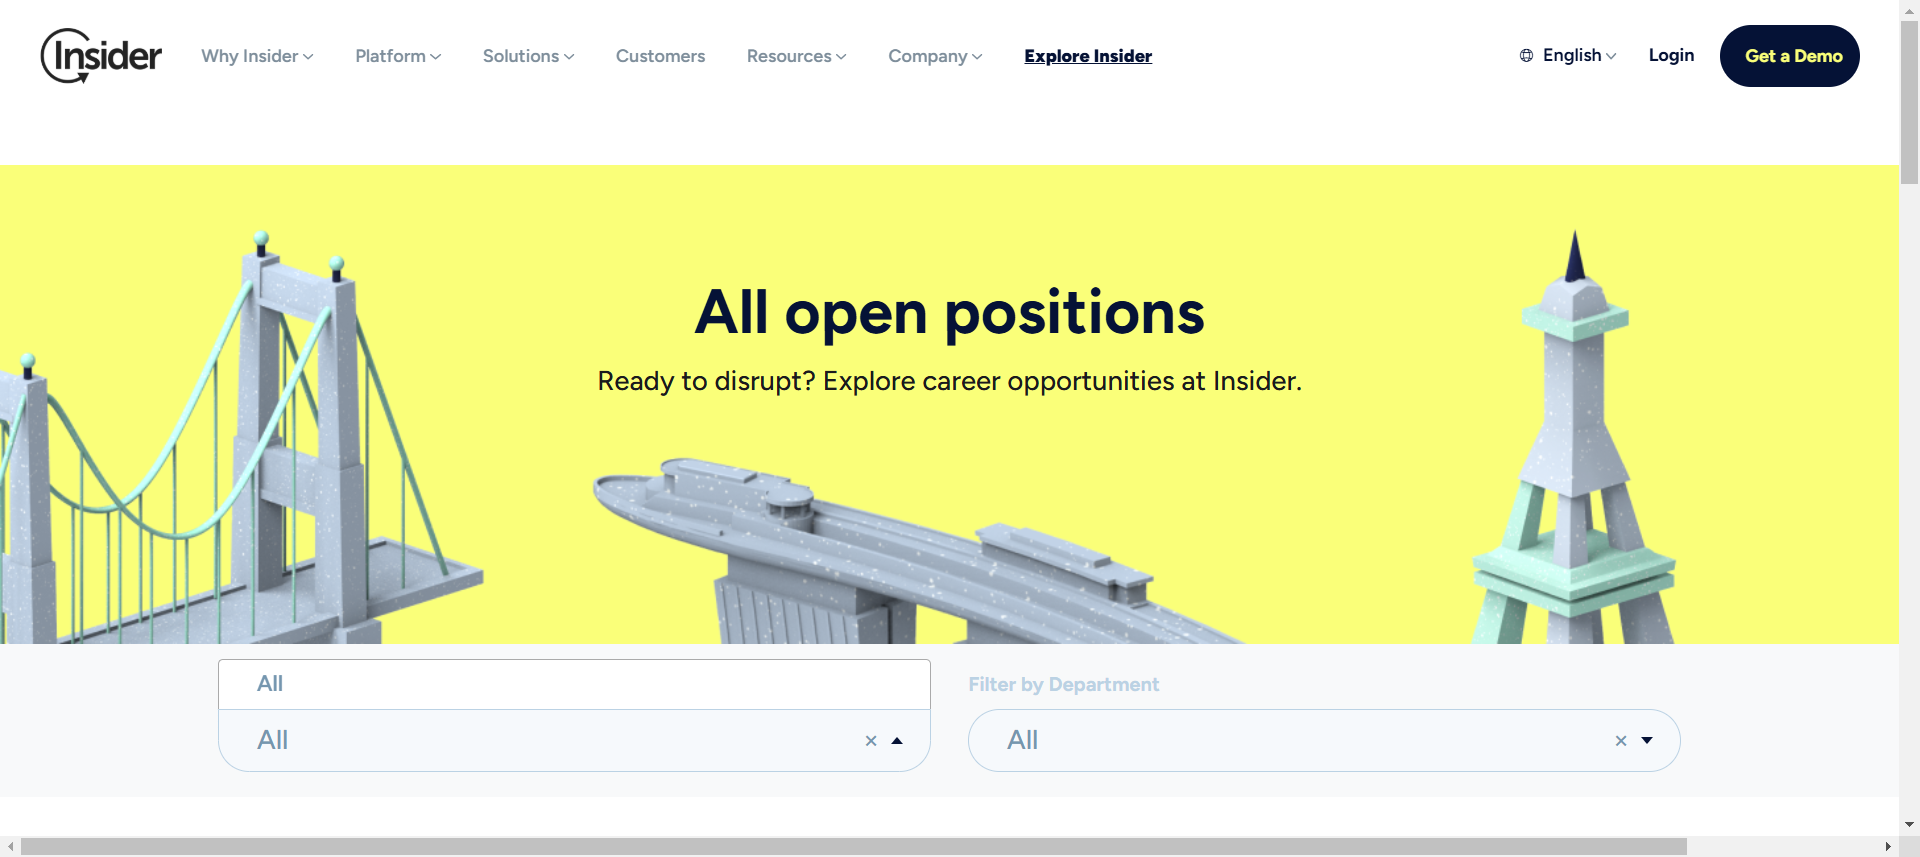 Insider
Why Insider
Platform
Solutions
Customers
Resources
Company
Explore Insider
English
Login
Get a Demo
All open positions
Ready to disrupt? Explore career opportunities at Insider.
All
Filter by Department
All
All